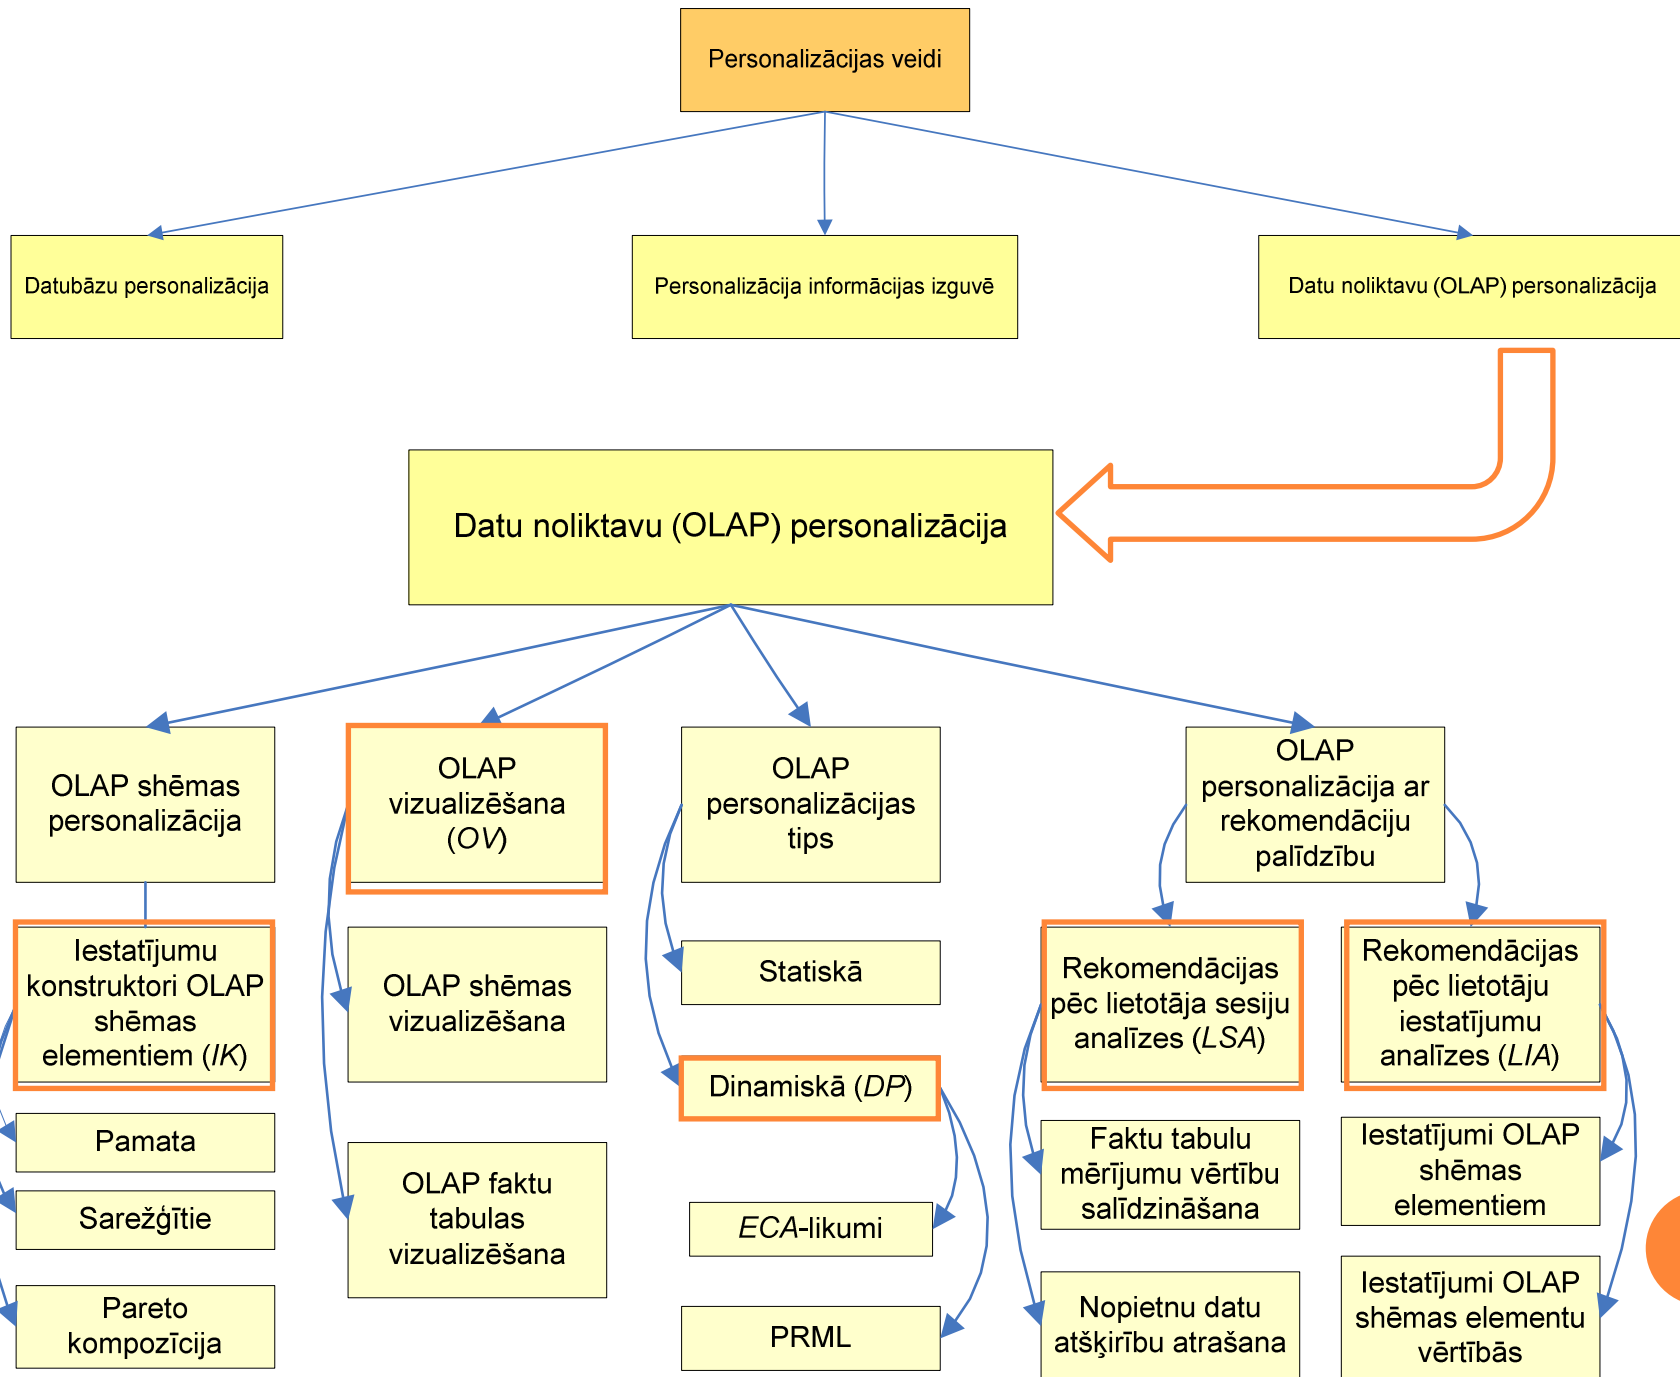 Personalizācijas veidi
Datubāzu personalizācija
Personalizācija informācijas izguvē
Datu noliktavu (OLAP) personalizācija
Datu noliktavu (OLAP) personalizācija
OLAP shēmas
personalizācija
OLAP
vizualizēšana
(OV)
OLAP
personalizācijas
tips
OLAP
personalizācija ar
rekomendāciju
palīdzību
Iestatījumu
konstruktori OLAP
shēmas
elementiem (IK)
Pamata
Sarežģītie
Pareto
kompozīcija
OLAP shēmas
vizualizēšana
OLAP faktu
tabulas
vizualizēšana
Statiskā
Dinamiskā (DP)
ECA-likumi
PRML
Rekomendācijas
pēc lietotāja sesiju
analīzes (LSA)
Faktu tabulu
mērījumu vērtību
salīdzināšana
Nopietnu datu
atšķirību atrašana
Rekomendācijas
pēc lietotāju
iestatījumu
analīzes (LIA)
Iestatījumi OLAP
shēmas
elementiem
Iestatījumi OLAP
shēmas elementu
vērtībās